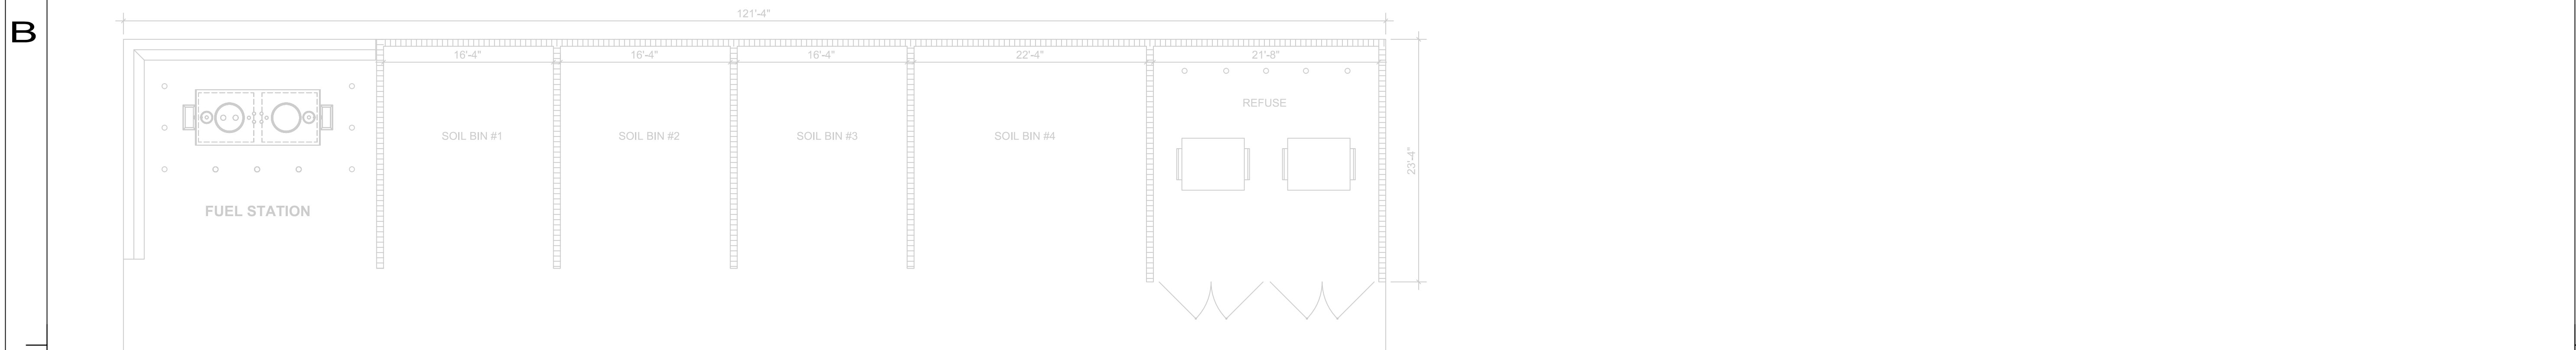 B
121'-4"
16'-4"
16'-4"
16'-4"
22'-4"
21'-8"
REFUSE
SOIL BIN #1
SOIL BIN #2
SOIL BIN #3
SOIL BIN #4
23'-4"
FUEL STATION